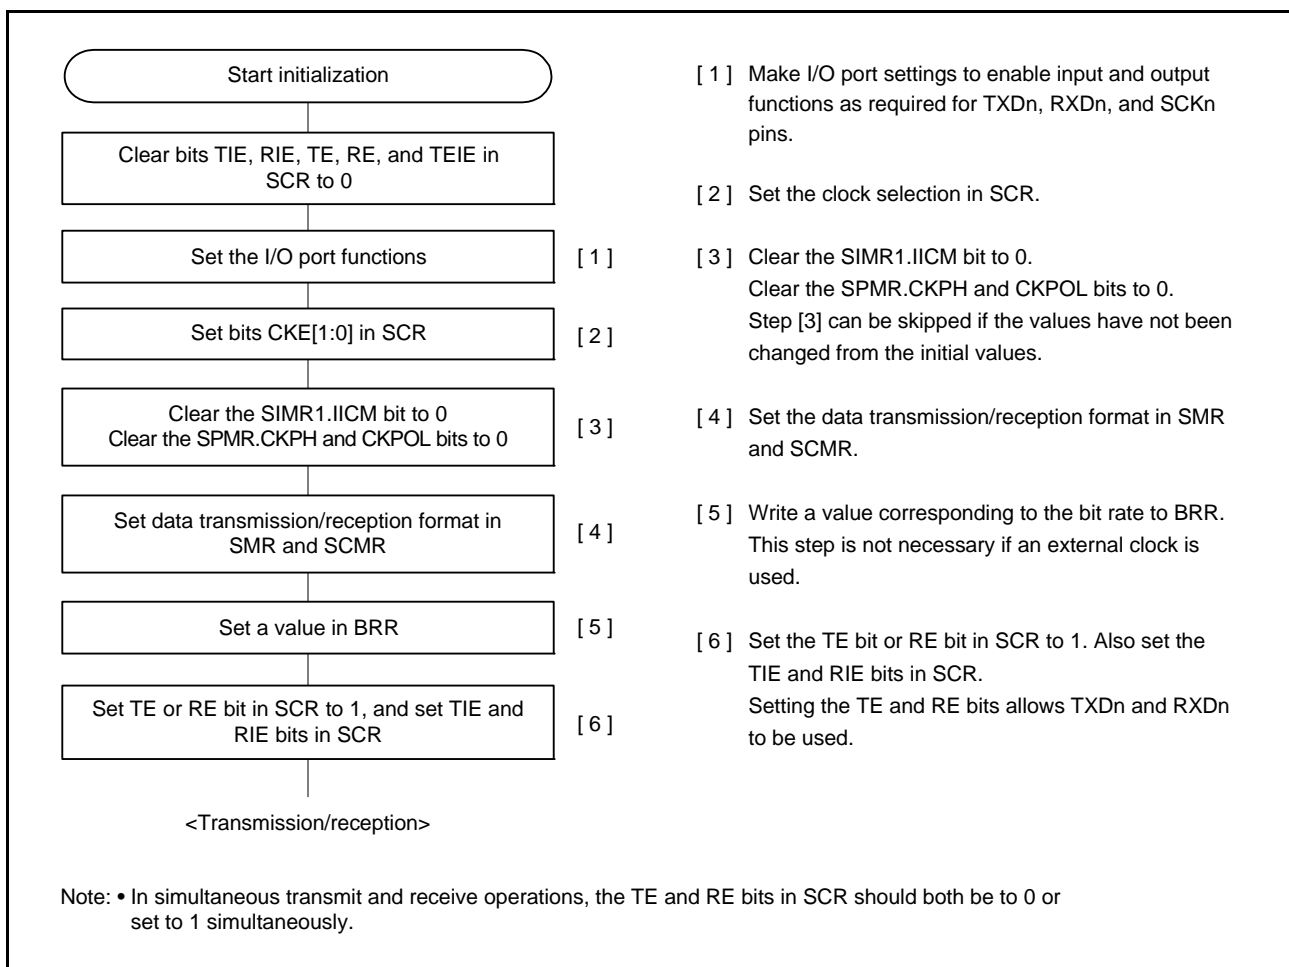 Start initialization
Clear bits TIE, RIE, TE, RE, and TEIE in
SCR to 0
Set the I/O port functions
[ 1 ]
Set bits CKE[1:0] in SCR
[ 2 ]
Clear the SIMR1.IICM bit to 0
Clear the SPMR.CKPH and CKPOL bits to 0
[ 3 ]
Set data transmission/reception format in
SMR and SCMR
[ 4 ]
Set a value in BRR
[ 5 ]
Set TE or RE bit in SCR to 1, and set TIE and
RIE bits in SCR
[ 6 ]
<Transmission/reception>
[ 1 ] Make I/O port settings to enable input and output
functions as required for TXDn, RXDn, and SCKn
pins.
[ 2 ] Set the clock selection in SCR.
[ 3 ] Clear the SIMR1.IICM bit to 0.
Clear the SPMR.CKPH and CKPOL bits to 0.
Step [3] can be skipped if the values have not been
changed from the initial values.
[ 4 ] Set the data transmission/reception format in SMR
and SCMR.
[ 5 ] Write a value corresponding to the bit rate to BRR.
This step is not necessary if an external clock is
used.
[ 6 ] Set the TE bit or RE bit in SCR to 1. Also set the
TIE and RIE bits in SCR.
Setting the TE and RE bits allows TXDn and RXDn
to be used.
Note: • In simultaneous transmit and receive operations, the TE and RE bits in SCR should both be to 0 or
set to 1 simultaneously.